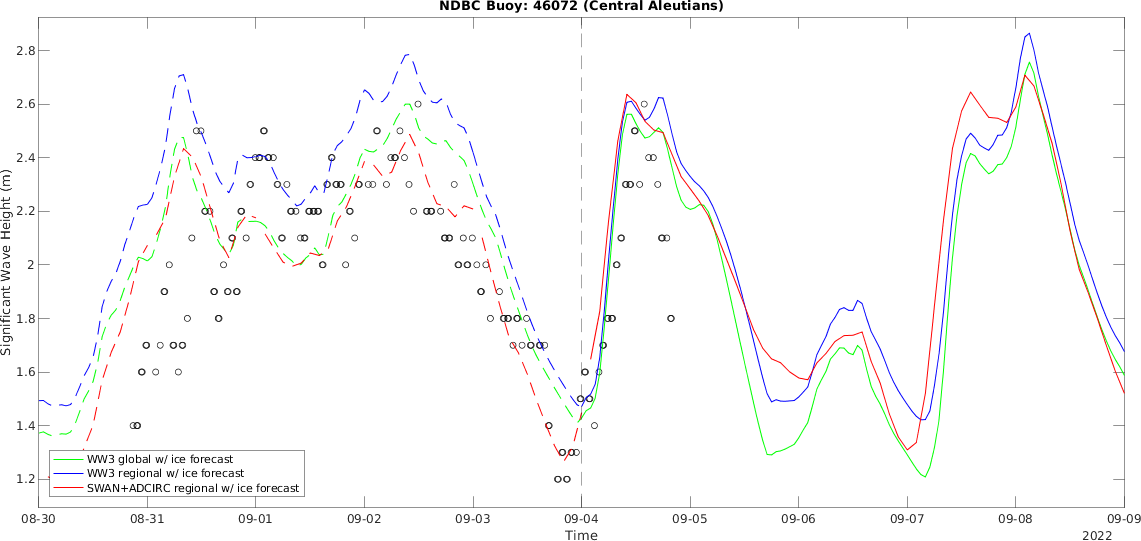 NDBC Buoy: 46072 (Central Aleutians)
Significant Wave Height (m)
2.8
2.6
2.4
2.2
2
1.8
1.6
1.4
1.2
WW3 global w/ ice forecast
WW3 regional w/ ice forecast
SWAN+ADCIRC regional w/ ice forecast
08-30 08-31 09-01 09-02 09-03 09-04 09-05 09-06 09-07 09-08 09-09
Time
2022